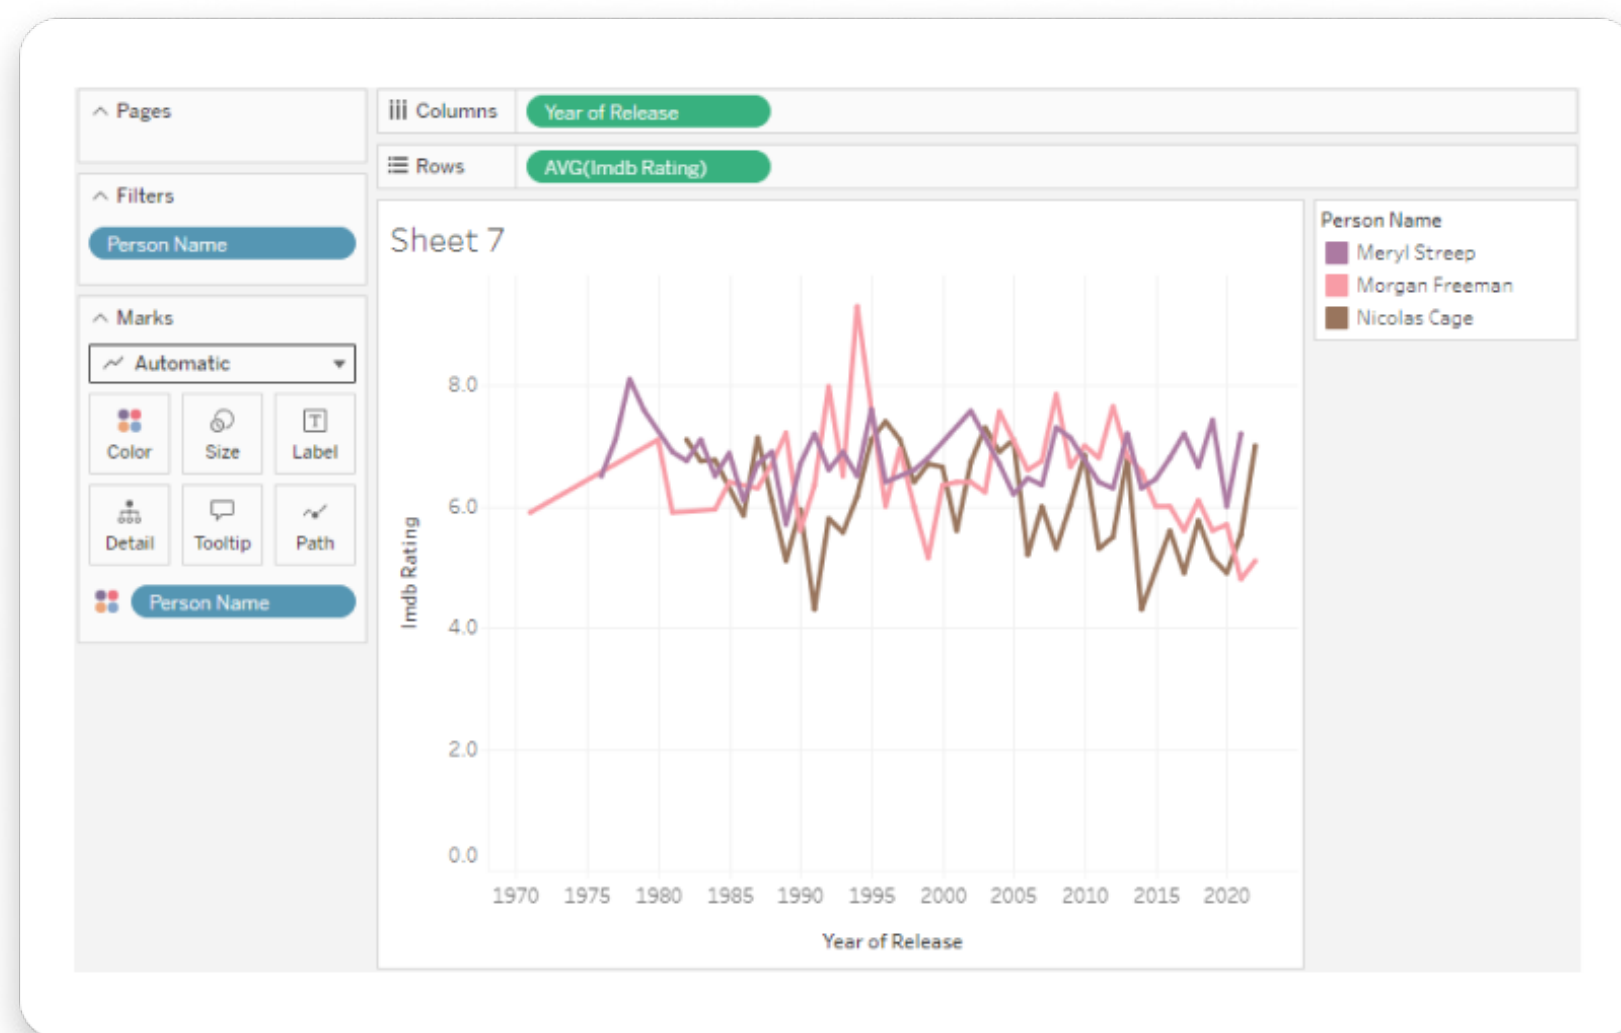 Pages
Columns
Year of Release
Rows
AVG(Imdb Rating)
Filters
Person Name
Marks
Automatic
Color
Size
Label
Detail
Tooltip
Path
Person Name
Sheet 7
8.0
6.0
4.0
2.0
0.0
Imdb Rating
1970 1975 1980 1985 1990 1995 2000 2005 2010 2015 2020
Year of Release
Person Name
Meryl Streep
Morgan Freeman
Nicolas Cage